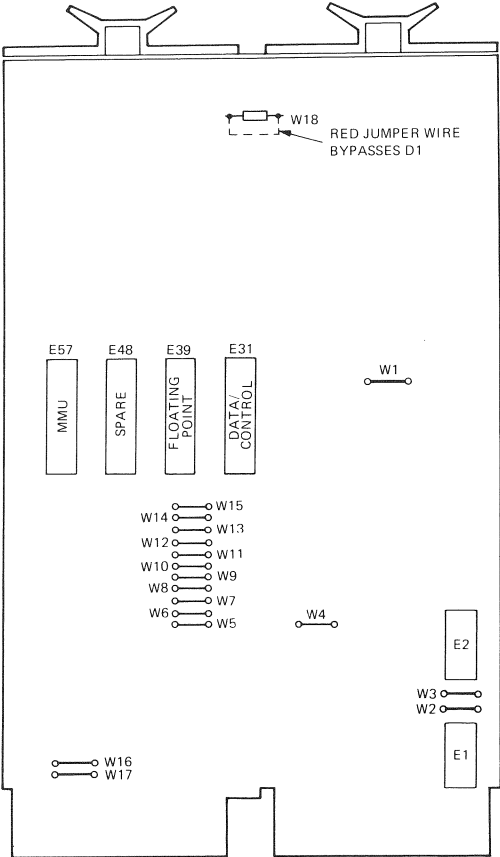 W18
RED JUMPER WIRE
BYPASSES D1
E57
E48
E39
E31
MMU
SPARE
FLOATING
POINT
DATA/
CONTROL
W1
W15
W14
W13
W12
W11
W10
W9
W8
W7
W6
W5
W4
E2
W3
W2
E1
W16
W17